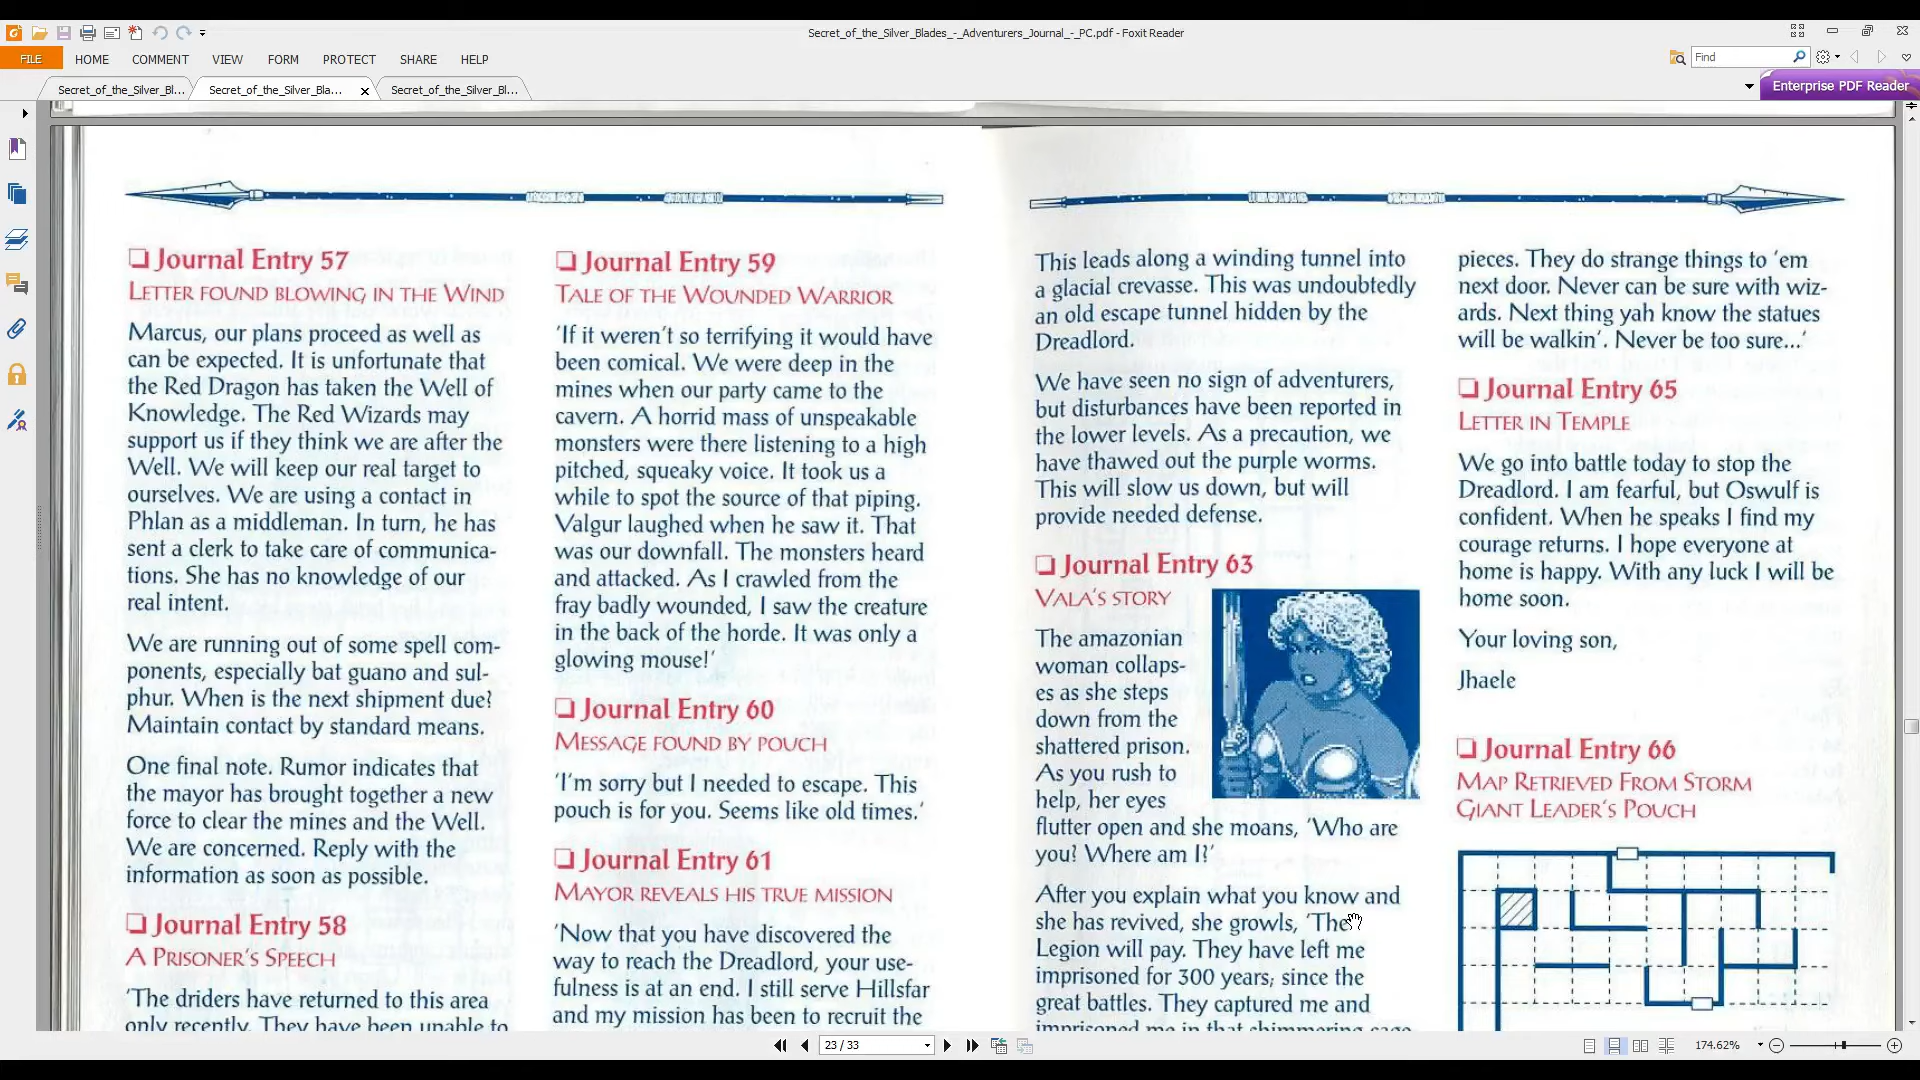 Secret_of_the_Silver_Blades_-_Adventurers_Journal_-_PC.pdf - Foxit Reader
FILE
HOME
COMMENT
VIEW
FORM
PROTECT
SHARE
HELP
Find
Secret_of_the_Silver_Bl...
Secret_of_the_Silver_Bla...
Secret_of_the_Silver_Bl...
Enterprise PDF Reader
Journal Entry 57
Letter found blowing in the Wind
Marcus, our plans proceed as well as
can be expected. It is unfortunate that
the Red Dragon has taken the Well of
Knowledge. The Red Wizards may
support us if they think we are after the
Well. We will keep our real target to
ourselves. We are using a contact in
Phlan as a middleman. In turn, he has
sent a clerk to take care of communica-
tions. She has no knowledge of our
real intent.
We are running out of some spell com-
ponents, especially bat guano and sul-
phur. When is the next shipment due?
Maintain contact by standard means.
One final note. Rumor indicates that
the mayor has brought together a new
force to clear the mines and the Well.
We are concerned. Reply with the
information as soon as possible.
Journal Entry 58
A Prisoner's Speech
'The driders have returned to this area
only recently. They have been unable to
Journal Entry 59
Tale of the Wounded Warrior
'If it weren't so terrifying it would have
been comical. We were deep in the
mines when our party came to the
cavern. A horrid mass of unspeakable
monsters were there listening to a high
pitched, squeaky voice. It took us a
while to spot the source of that piping.
Valgur laughed when he saw it. That
was our downfall. The monsters heard
and attacked. As I crawled from the
fray badly wounded, I saw the creature
in the back of the horde. It was only a
glowing mouse!'
Journal Entry 60
Message found by pouch
'I'm sorry but I needed to escape. This
pouch is for you. Seems like old times.'
Journal Entry 61
Mayor reveals his true mission
'Now that you have discovered the
way to reach the Dreadlord, your use-
fulness is at an end. I still serve Hillsfar
and my mission has been to recruit the
This leads along a winding tunnel into
a glacial crevasse. This was undoubtedly
an old escape tunnel hidden by the
Dreadlord.
We have seen no sign of adventurers,
but disturbances have been reported in
the lower levels. As a precaution, we
have thawed out the purple worms.
This will slow us down, but will
provide needed defense.
Journal Entry 63
Vala's story
The amazonian
woman collaps-
es as she steps
down from the
shattered prison.
As you rush to
help, her eyes
flutter open and she moans, 'Who are
you? Where am I?'
After you explain what you know and
she has revived, she growls, 'The
Legion will pay. They have left me
imprisoned for 300 years; since the
great battles. They captured me and
imprisoned me in that shimmering cage
pieces. They do strange things to 'em
next door. Never can be sure with wiz-
ards. Next thing yah know the statues
will be walkin'. Never be too sure...'
Journal Entry 65
Letter in Temple
We go into battle today to stop the
Dreadlord. I am fearful, but Oswulf is
confident. When he speaks I find my
courage returns. I hope everyone at
home is happy. With any luck I will be
home soon.
Your loving son,
Jhaele
Journal Entry 66
Map Retrieved From Storm
Giant Leader's Pouch
23 / 33
174.62%